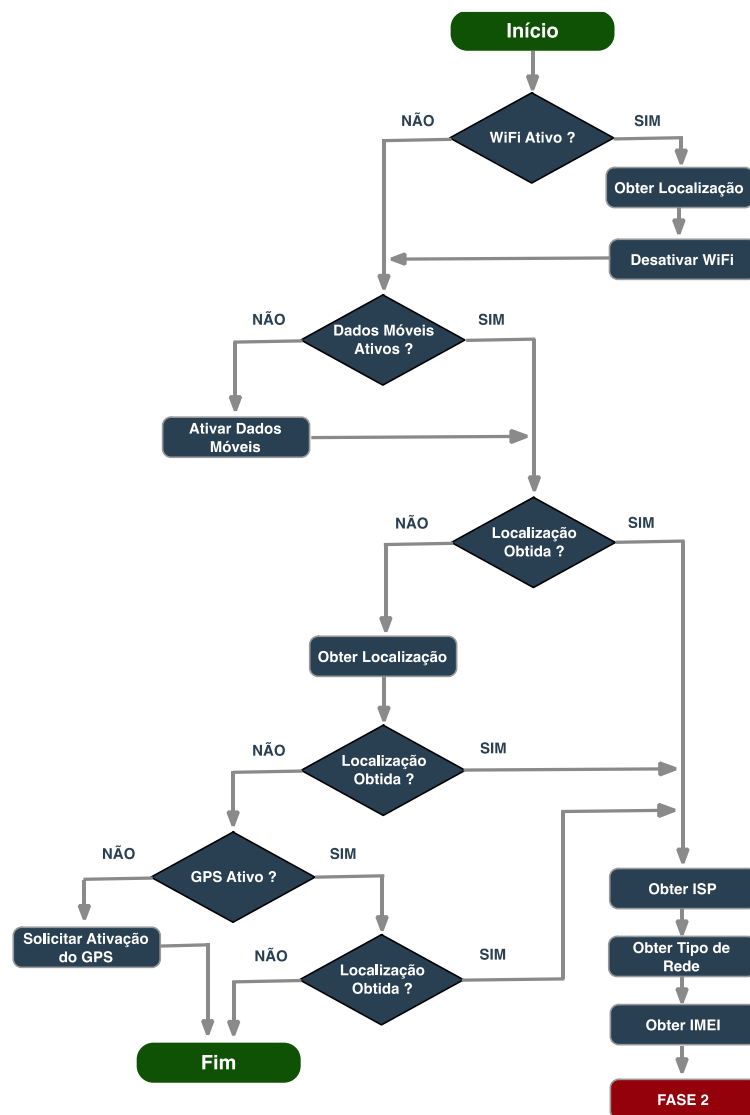 Início
NÃO
SIM
WiFi Ativo ?
Obter Localização
Desativar WiFi
NÃO
SIM
Dados Móveis
Ativos ?
Ativar Dados
Móveis
NÃO
SIM
Localização
Obtida ?
Obter Localização
NÃO
SIM
Localização
Obtida ?
NÃO
SIM
GPS Ativo ?
Obter ISP
Solicitar Ativação
do GPS
NÃO
SIM
Localização
Obtida ?
Obter Tipo de
Rede
Obter IMEI
Fim
FASE 2